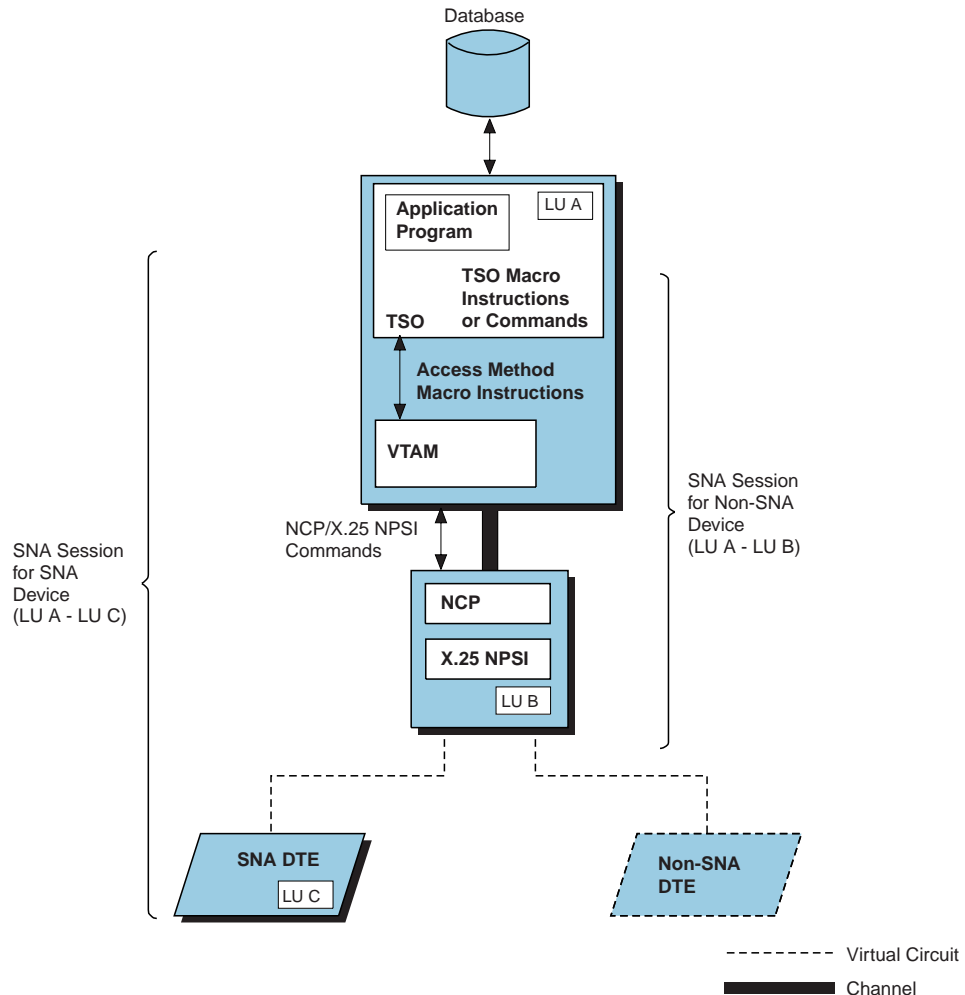 Database
Application
Program
LU A
TSO Macro
Instructions
or Commands
TSO
Access Method
Macro Instructions
VTAM
SNA Session
for Non-SNA
Device
(LU A - LU B)
NCP/X.25 NPSI
Commands
SNA Session
for SNA
Device
(LU A - LU C)
NCP
X.25 NPSI
LU B
SNA DTE
LU C
Non-SNA
DTE
Virtual Circuit
Channel